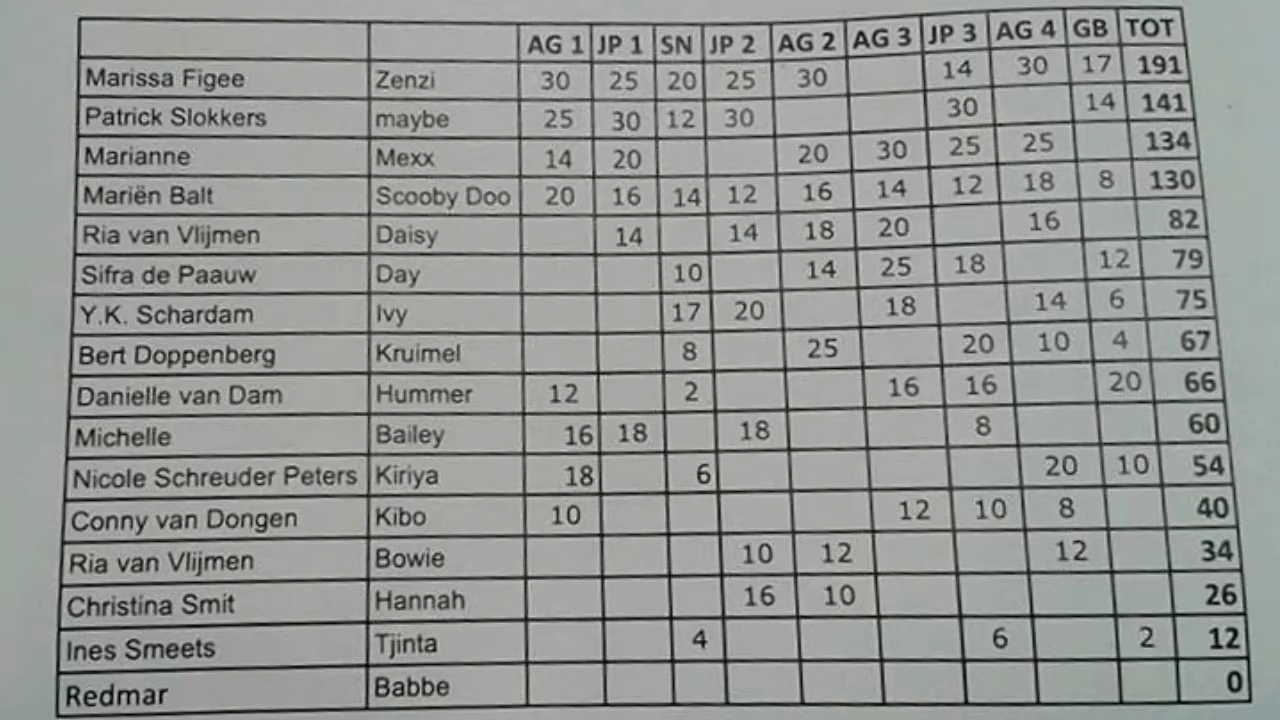 AG 1 JP 1 SN JP 2 AG 2 AG 3 JP 3 AG 4 GB TOT
Marissa Figee Zenzi 30 25 20 25 30 14 30 17 191
Patrick Slokkers maybe 25 30 12 30 30 14 141
Marianne Mexx 14 20 20 30 25 25 134
Mariën Balt Scooby Doo 20 16 14 12 16 14 12 18 8 130
Ria van Vlijmen Daisy 14 14 18 20 16 82
Sifra de Paauw Day 10 14 25 18 12 79
Y.K. Schardam Ivy 17 20 18 14 6 75
Bert Doppenberg Kruimel 8 25 20 10 4 67
Danielle van Dam Hummer 12 2 16 16 20 66
Michelle Bailey 16 18 18 8 60
Nicole Schreuder Peters Kiriya 18 6 20 10 54
Conny van Dongen Kibo 10 12 10 8 40
Ria van Vlijmen Bowie 10 12 12 34
Christina Smit Hannah 16 10 26
Ines Smeets Tjinta 4 6 2 12
Redmar Babbe 0